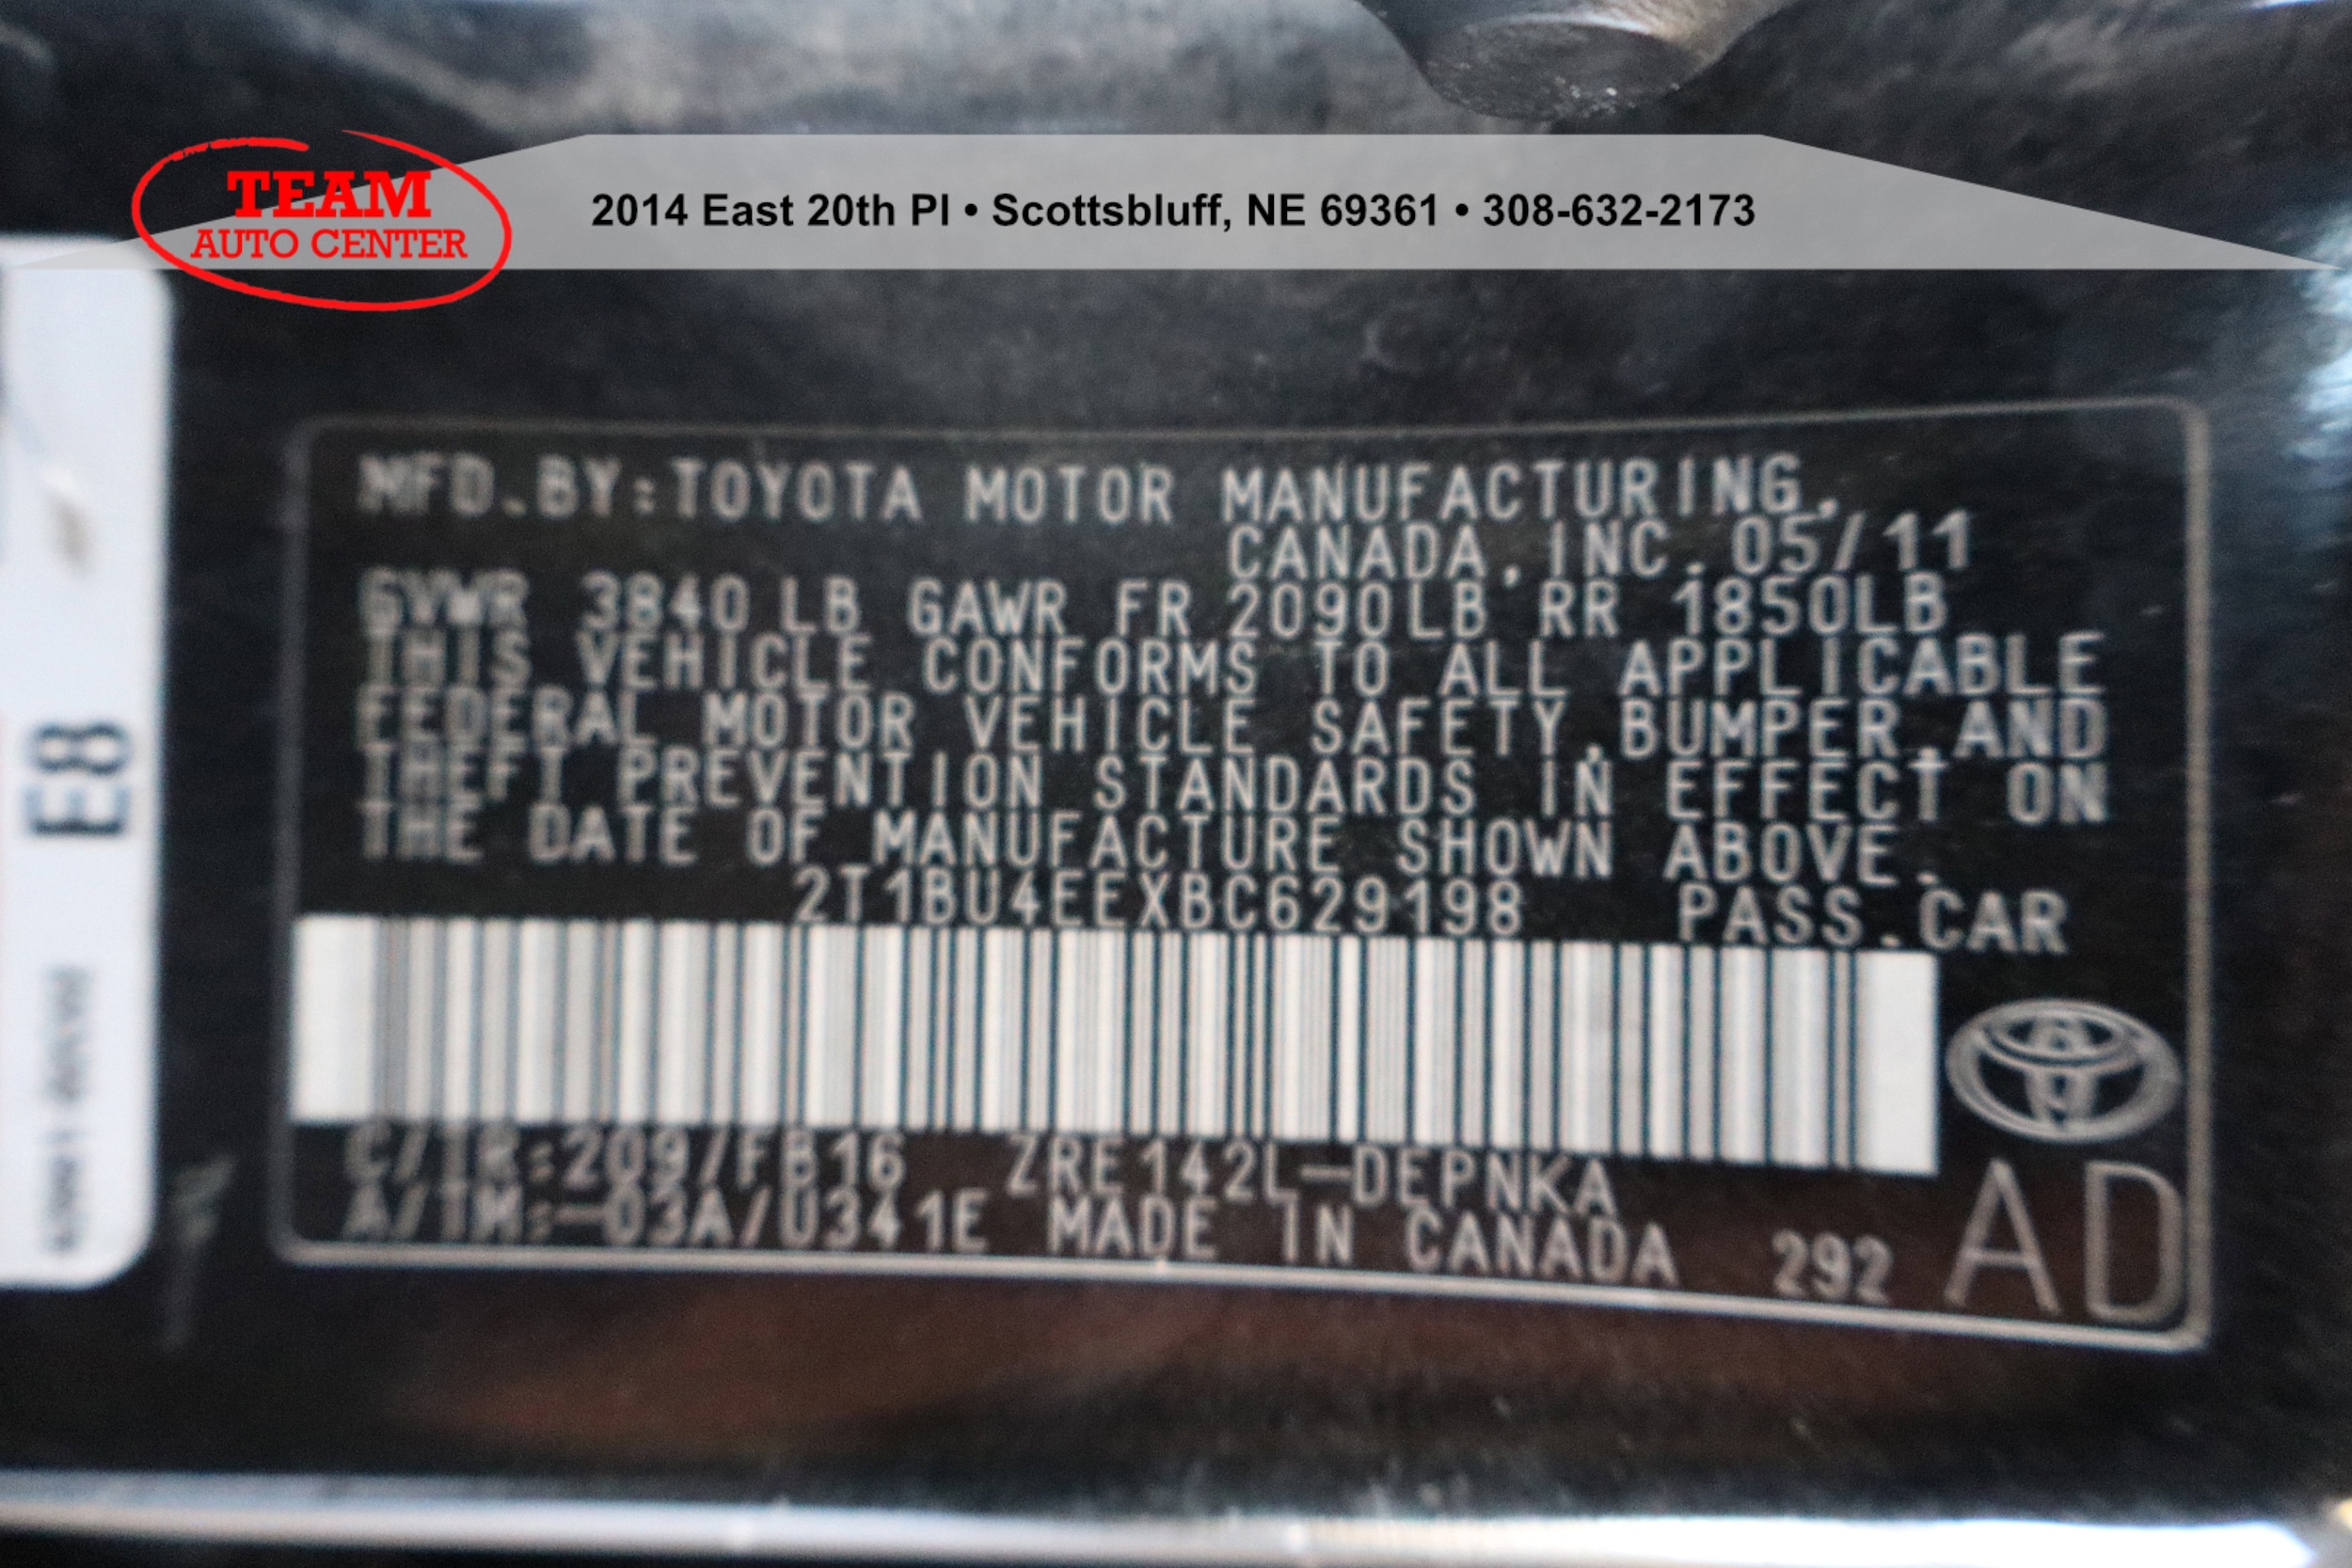 TEAM
AUTO CENTER
2014 East 20th Pl • Scottsbluff, NE 69361 • 308-632-2173
MFD.BY:TOYOTA MOTOR MANUFACTURING,
CANADA,INC.05/11
GVWR 3840LB GAWR FR 2090LB RR 1850LB
THIS VEHICLE CONFORMS TO ALL APPLICABLE
FEDERAL MOTOR VEHICLE SAFETY,BUMPER,AND
THEFT PREVENTION STANDARDS IN EFFECT ON
THE DATE OF MANUFACTURE SHOWN ABOVE.
2T1BU4EEXBC629198 PASS.CAR
C/TR:209/FB16 ZRE142L-DEPNKA
A/TM:-03A/U341E MADE IN CANADA 292
AD
E8